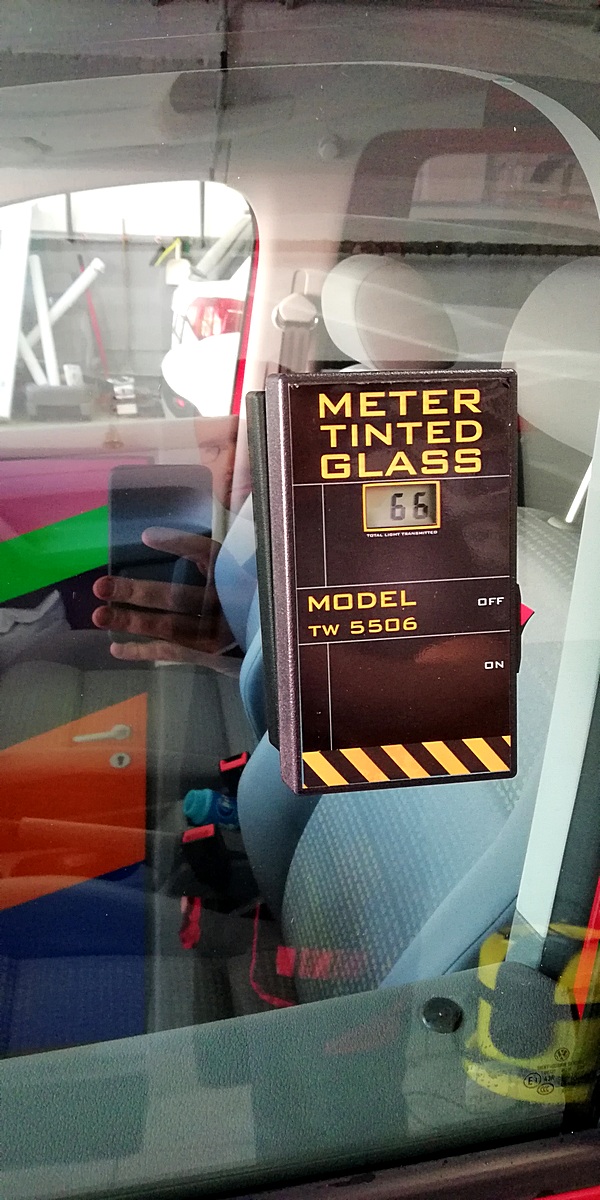 METER
TINTED
GLASS
66
TOTAL LIGHT TRANSMITTED
MODEL
OFF
TW 5506
ON